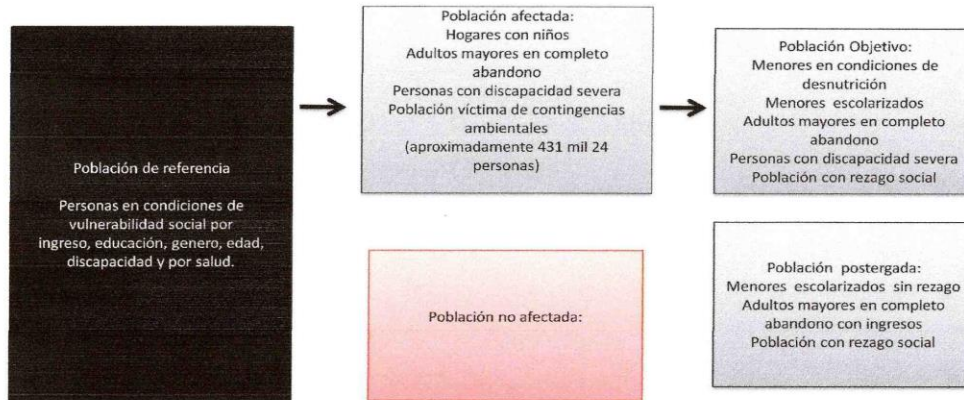 Población de referencia
Personas en condiciones de
vulnerabilidad social por
ingreso, educación, genero, edad,
discapacidad y por salud.
Población afectada:
Hogares con niños
Adultos mayores en completo
abandono
Personas con discapacidad severa
Población víctima de contingencias
ambientales
(aproximadamente 431 mil 24
personas)
Población no afectada:
Población Objetivo:
Menores en condiciones de
desnutrición
Menores escolarizados
Adultos mayores en completo
abandono
Personas con discapacidad severa
Población con rezago social
Población postergada:
Menores escolarizados sin rezago
Adultos mayores en completo
abandono con ingresos
Población con rezago social